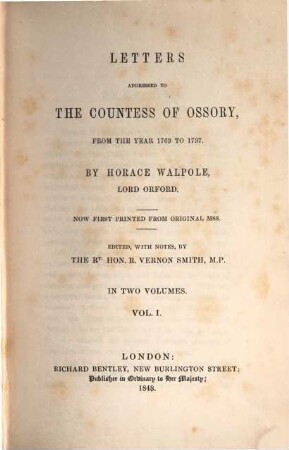 LETTERS
ADDRESSED TO
THE COUNTESS OF OSSORY,
FROM THE YEAR 1769 TO 1797.
BY HORACE WALPOLE,
LORD ORFORD.
NOW FIRST PRINTED FROM ORIGINAL MSS.
EDITED, WITH NOTES, BY
THE RT. HON. R. VERNON SMITH, M.P.
IN TWO VOLUMES.
VOL. I.
LONDON:
RICHARD BENTLEY, NEW BURLINGTON STREET;
Publisher in Ordinary to Her Majesty;
1848.